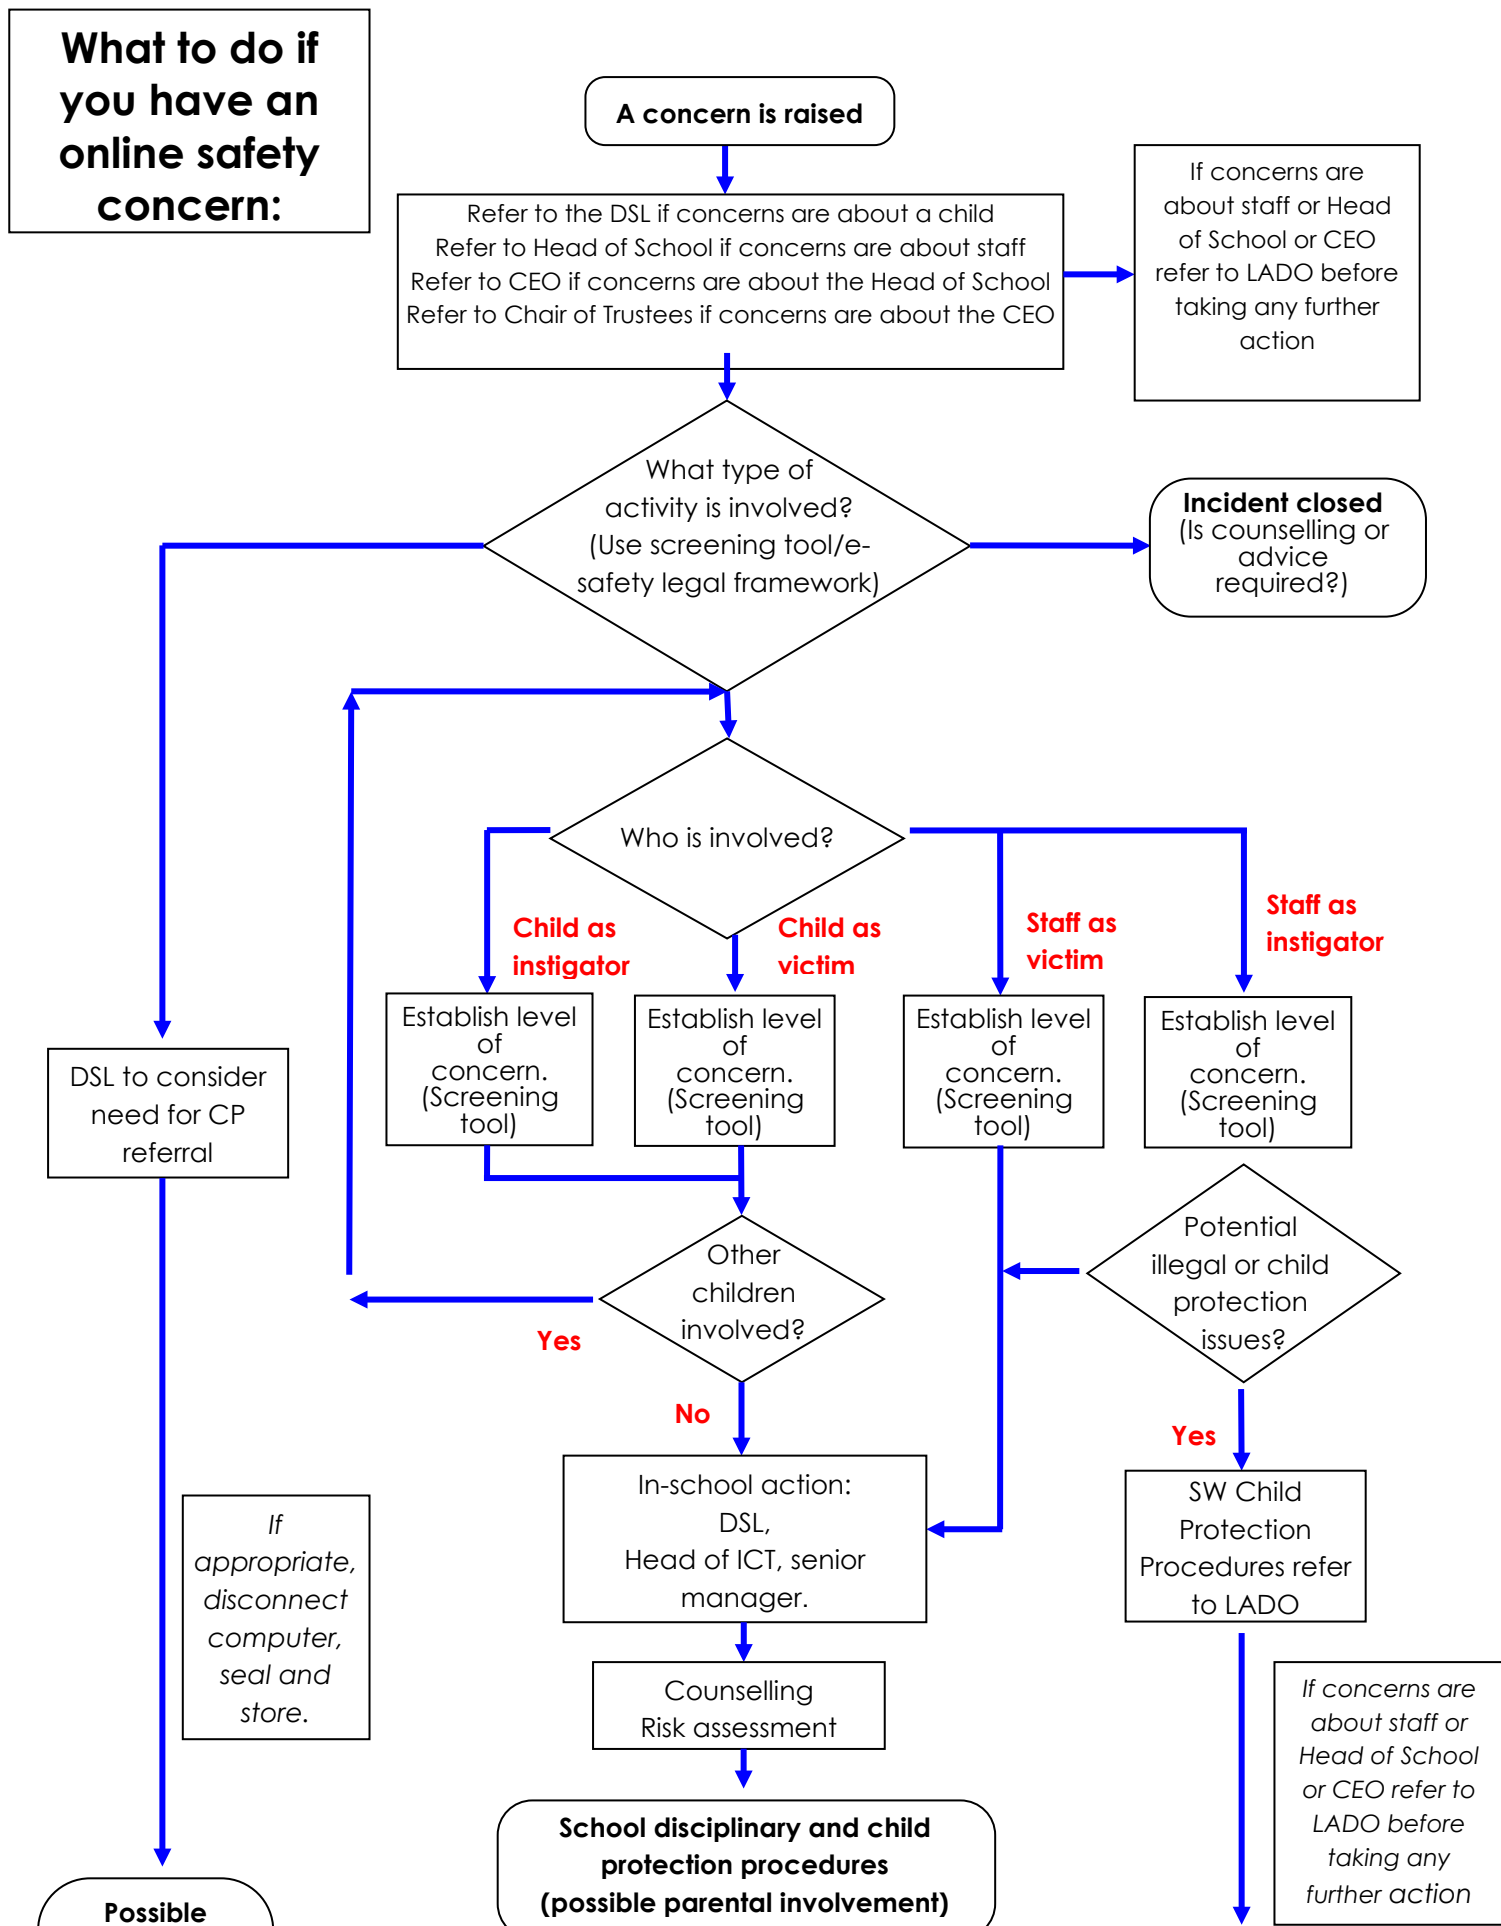 What to do if
you have an
online safety
concern:
A concern is raised
Refer to the DSL if concerns are about a child
Refer to Head of School if concerns are about staff
Refer to CEO if concerns are about the Head of School
Refer to Chair of Trustees if concerns are about the CEO
If concerns are
about staff or Head
of School or CEO
refer to LADO before
taking any further
action
What type of
activity is involved?
(Use screening tool/e-
safety legal framework)
Incident closed
(Is counselling or
advice
required?)
Who is involved?
Child as
instigator
Child as
victim
Staff as
victim
Staff as
instigator
Establish level
of
concern.
(Screening
tool)
Establish level
of
concern.
(Screening
tool)
Establish level
of
concern.
(Screening
tool)
Establish level
of
concern.
(Screening
tool)
DSL to consider
need for CP
referral
Other
children
involved?
Potential
illegal or child
protection
issues?
Yes
No
Yes
In-school action:
DSL,
Head of ICT, senior
manager.
SW Child
Protection
Procedures refer
to LADO
If
appropriate,
disconnect
computer,
seal and
store.
Counselling
Risk assessment
If concerns are
about staff or
Head of School
or CEO refer to
LADO before
taking any
further action
School disciplinary and child
protection procedures
(possible parental involvement)
Possible